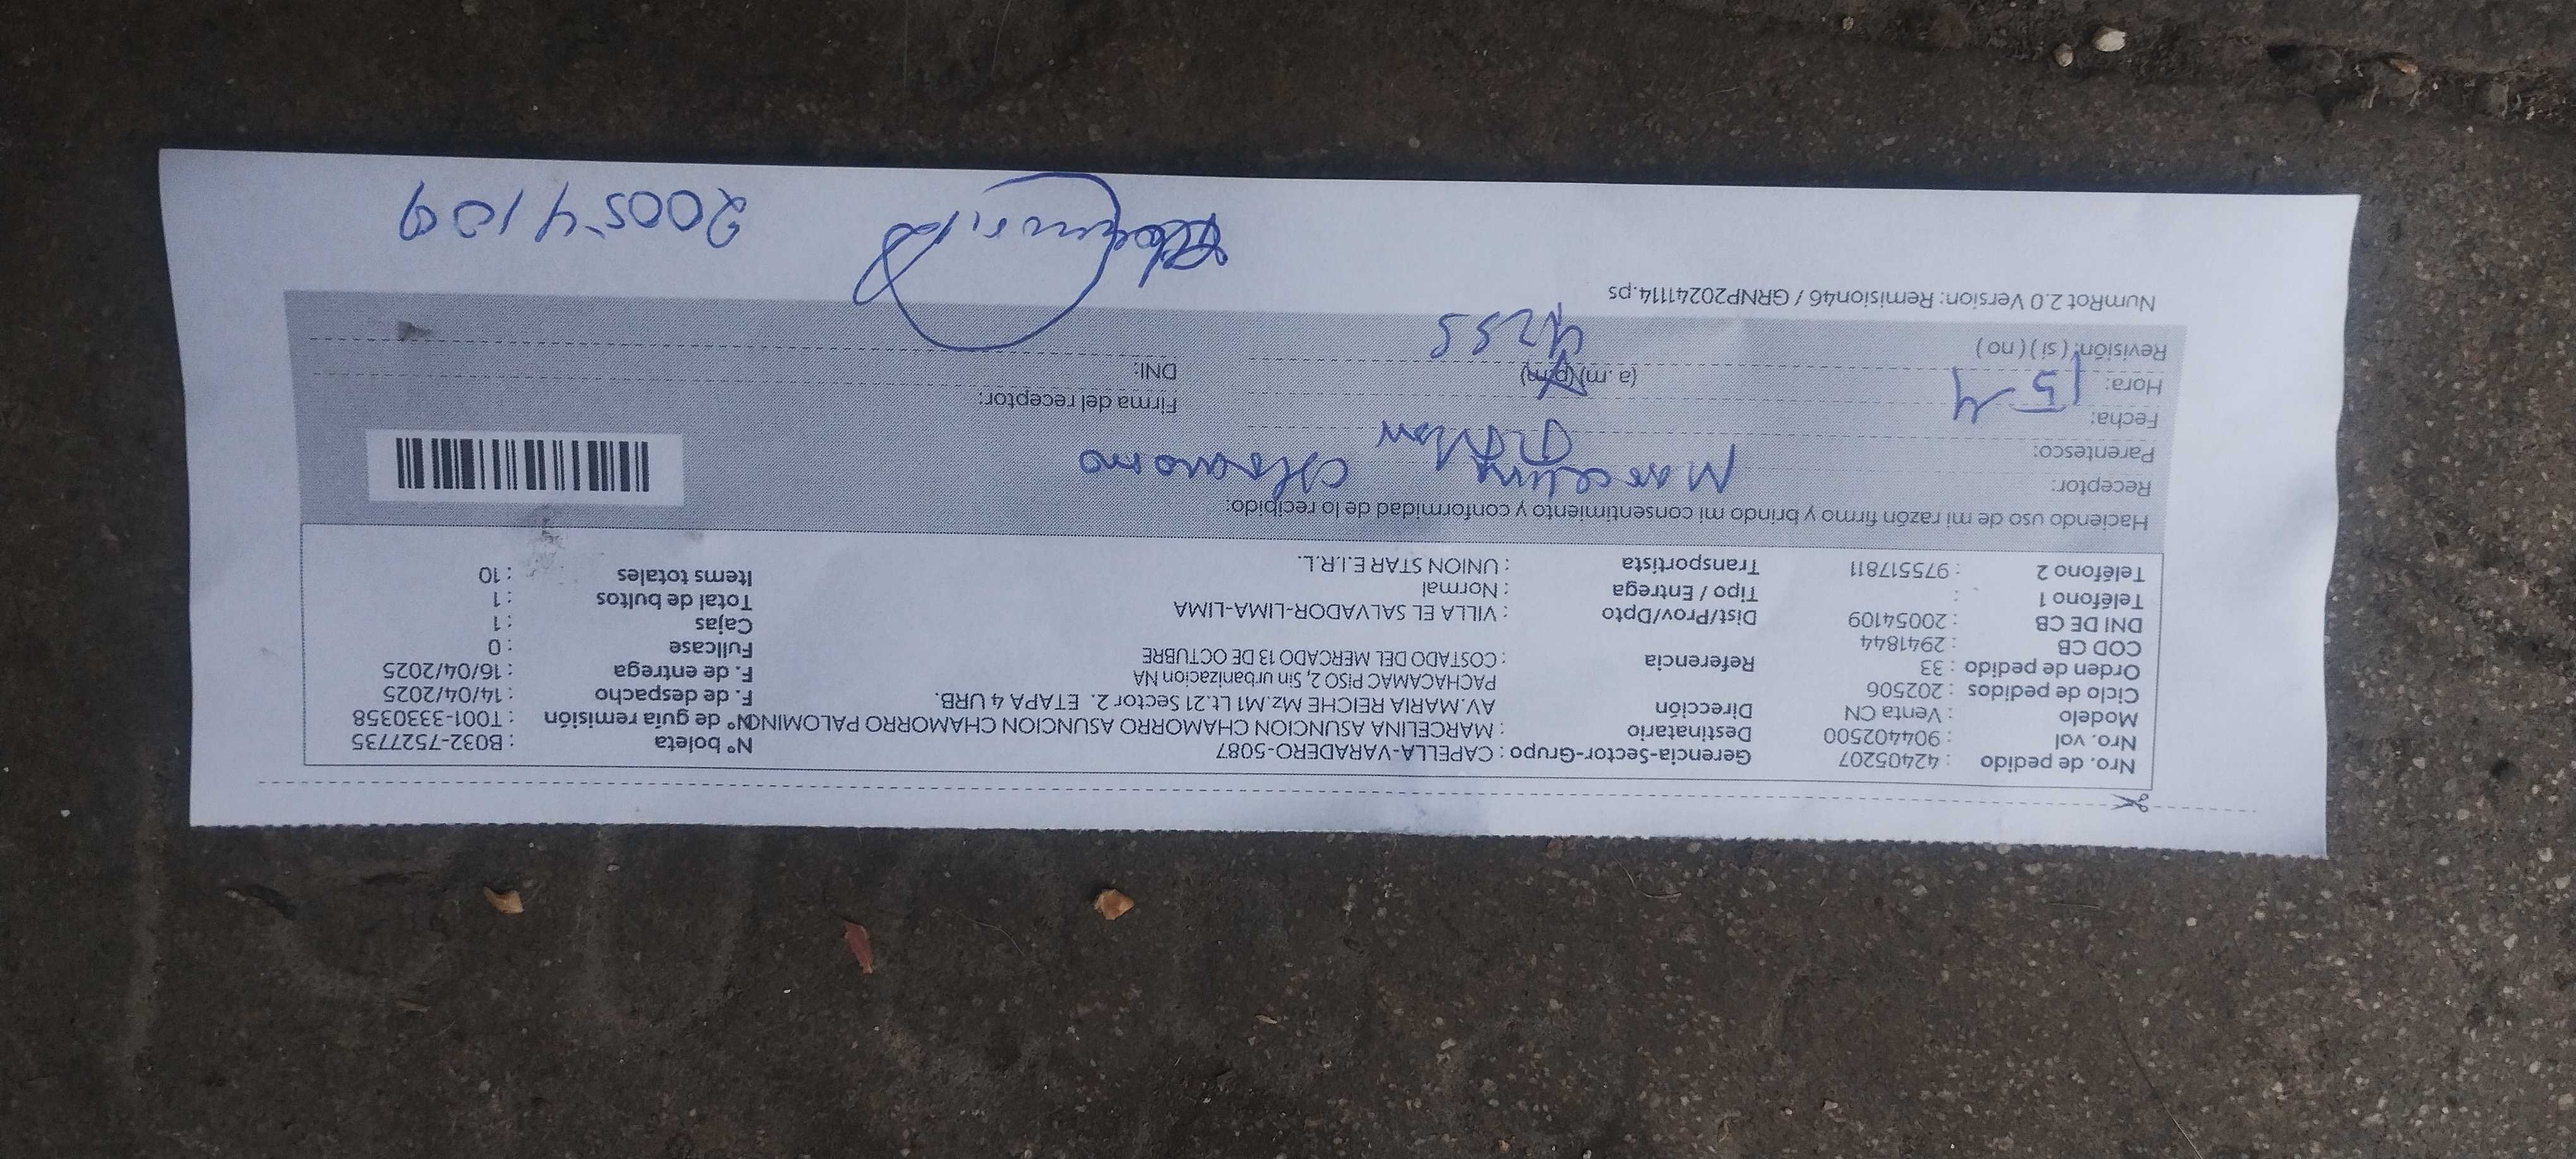 Nro. de pedido : 42405207 Gerencia-Sector-Grupo : CAPELLA-VARADERO-5087 N° boleta : B032-7527735
Nro. vol : 904402500 Destinatario : MARCELINA ASUNCION CHAMORRO ASUNCION CHAMORRO PALOMINO N° de guía remisión : T001-3330358
Modelo : Venta CN Dirección AV.MARIA REICHE Mz.M1 Lt.21 Sector 2. ETAPA 4 URB. F. de despacho : 14/04/2025
Ciclo de pedidos : 202506 PACHACAMAC PISO 2, Sin urbanizacion NA F. de entrega : 16/04/2025
Orden de pedido : 33 Referencia : COSTADO DEL MERCADO 13 DE OCTUBRE Fullcase : 0
COD CB : 2941844 Cajas : 1
DNI DE CB : 20054109 Dist/Prov/Dpto : VILLA EL SALVADOR-LIMA-LIMA Total de bultos : 1
Teléfono 1 : Tipo / Entrega : Normal Items totales : 10
Teléfono 2 : 975517811 Transportista : UNION STAR E.I.R.L.
Haciendo uso de mi razón firmo y brindo mi consentimiento y conformidad de lo recibido:
Receptor: Marcelina Chamorro
Parentesco:
Fecha: 15-4 Firma del receptor:
Hora: (a.m) (p.m) DNI:
Revisión: ( si ) ( no )
NumRot 2.0 Version: Remision46 / GRNP20241114.ps
20054109